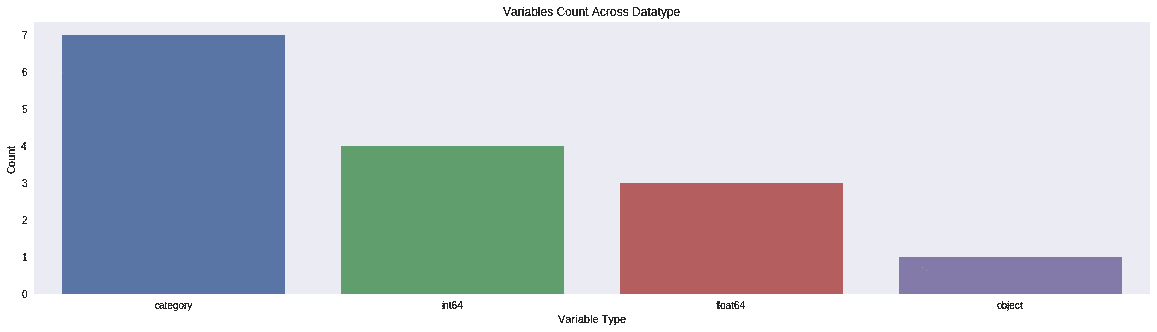 Variables Count Across Datatype
Count
7
6
5
4
3
2
1
0
category int64 float64 object
Variable Type